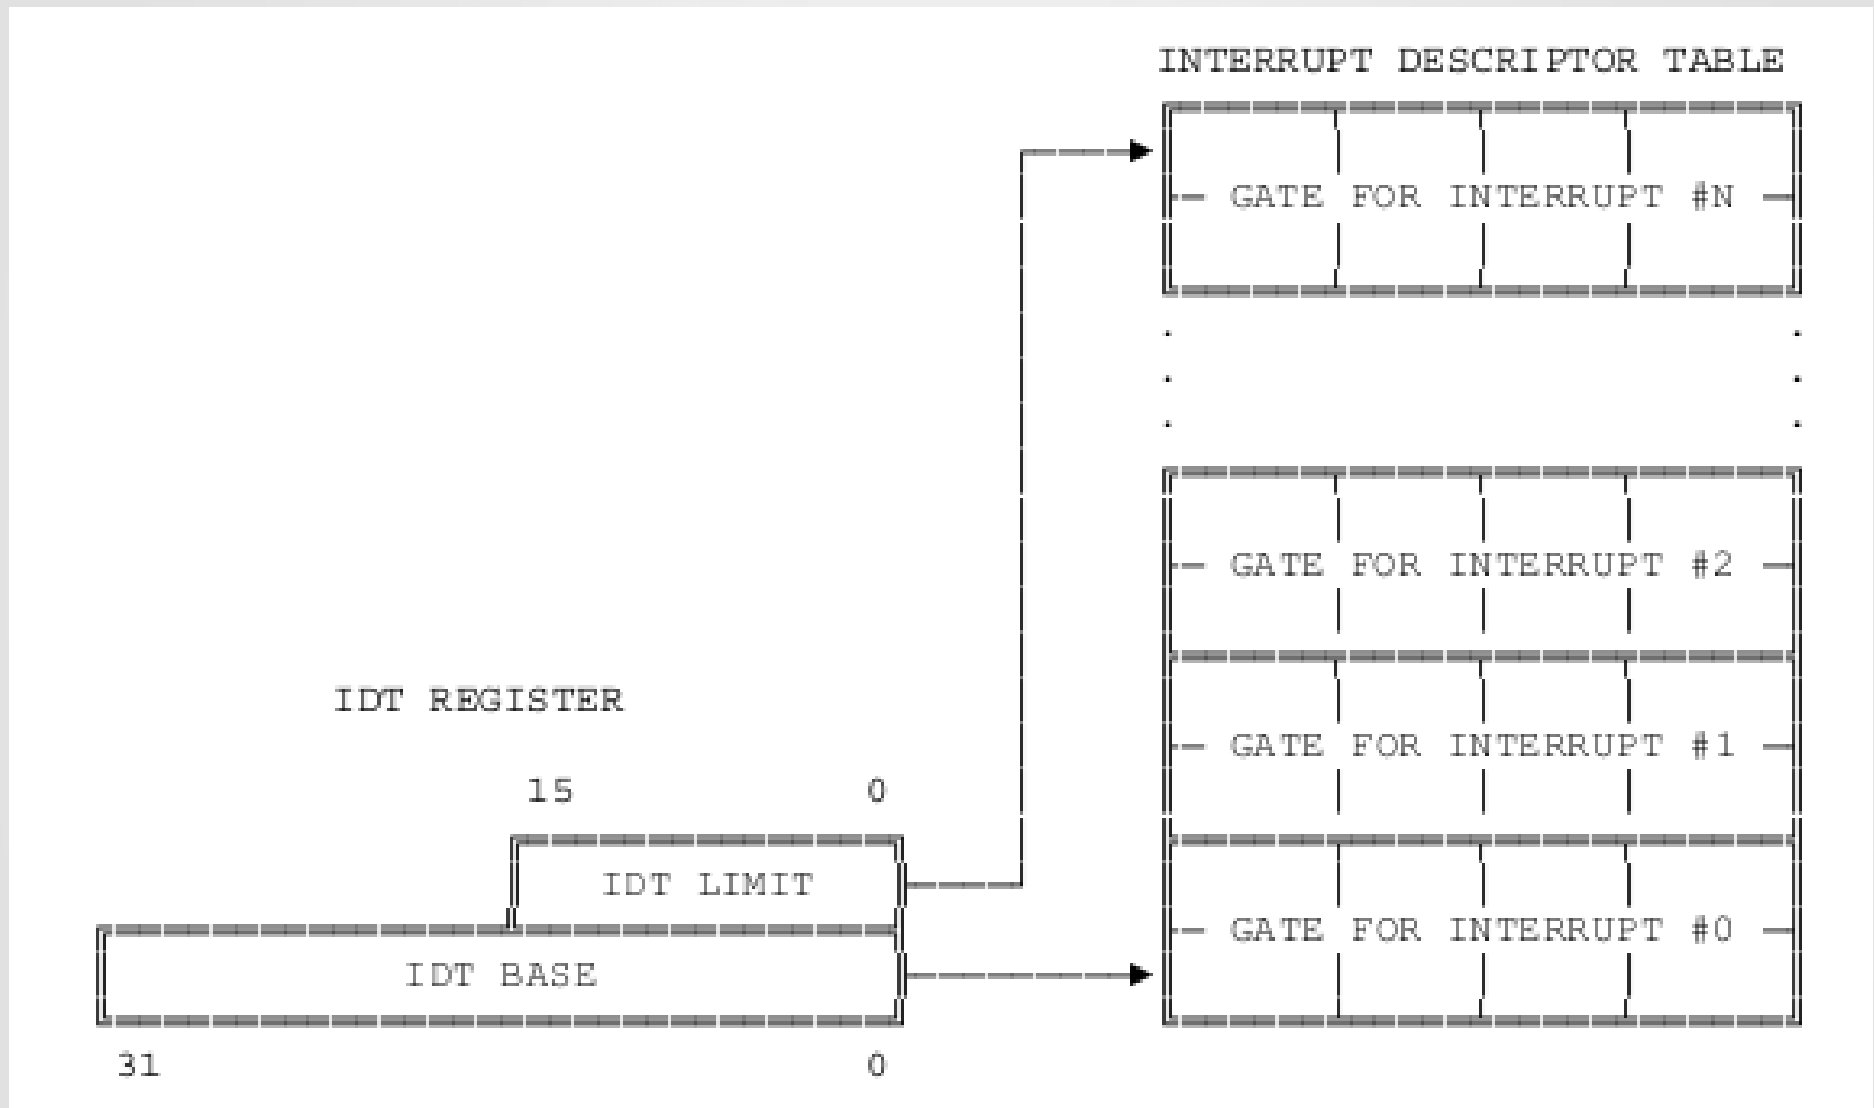 INTERRUPT DESCRIPTOR TABLE
GATE FOR INTERRUPT #N
GATE FOR INTERRUPT #2
IDT REGISTER
GATE FOR INTERRUPT #1
15 0
IDT LIMIT
GATE FOR INTERRUPT #0
IDT BASE
31 0